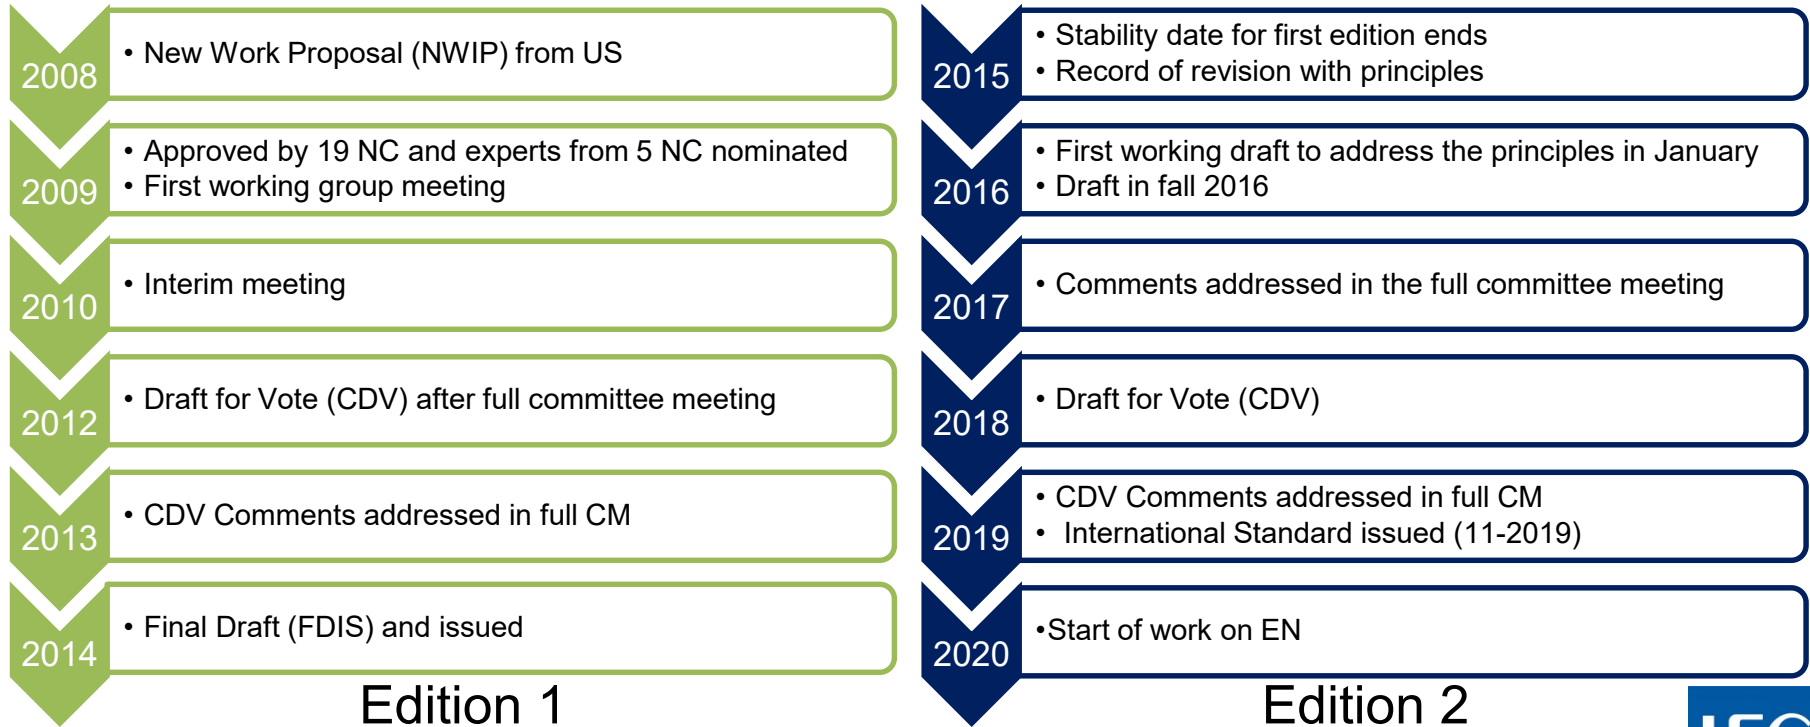 2008
• New Work Proposal (NWIP) from US
2009
• Approved by 19 NC and experts from 5 NC nominated
• First working group meeting
2010
• Interim meeting
2012
• Draft for Vote (CDV) after full committee meeting
2013
• CDV Comments addressed in full CM
2014
• Final Draft (FDIS) and issued
Edition 1
2015
• Stability date for first edition ends
• Record of revision with principles
2016
• First working draft to address the principles in January
• Draft in fall 2016
2017
• Comments addressed in the full committee meeting
2018
• Draft for Vote (CDV)
2019
• CDV Comments addressed in full CM
• International Standard issued (11-2019)
2020
•Start of work on EN
Edition 2